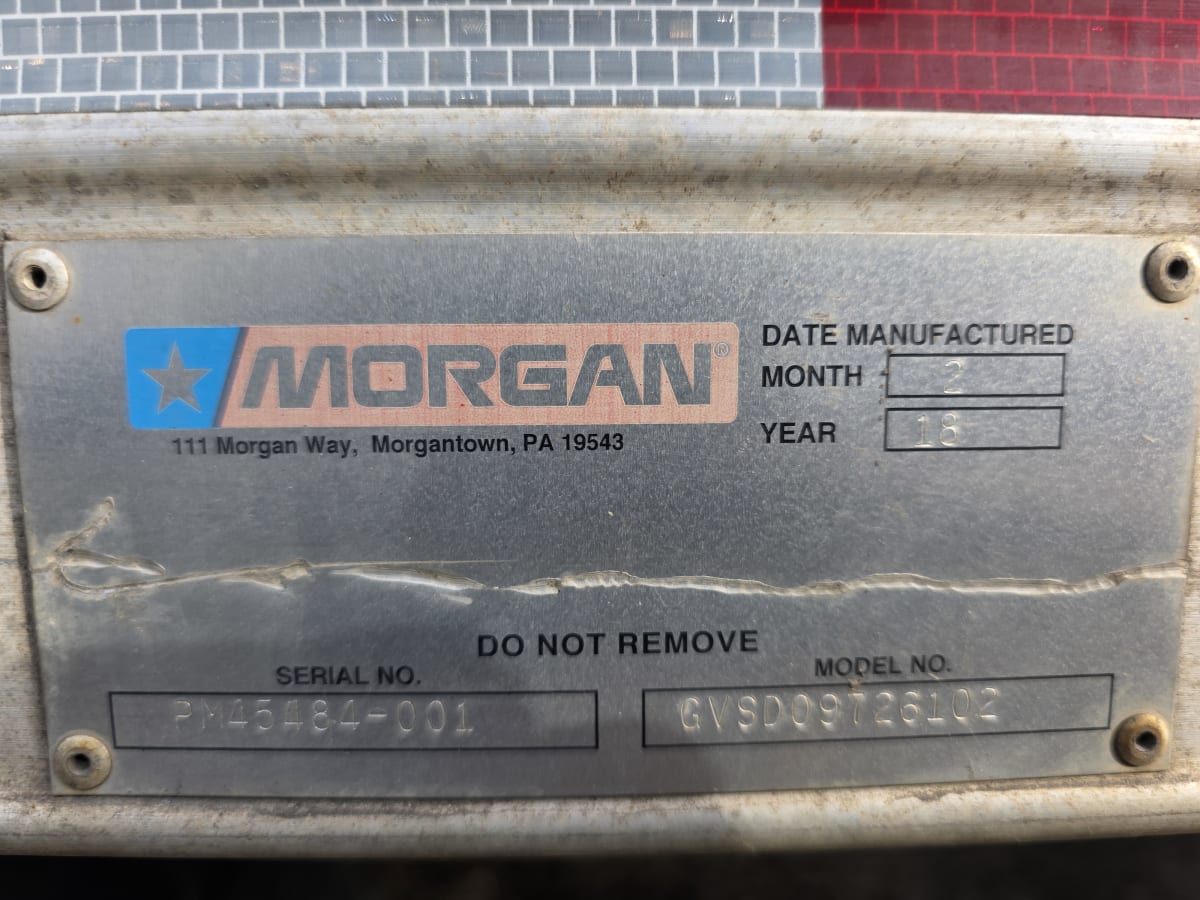 MORGAN®
111 Morgan Way, Morgantown, PA 19543
DATE MANUFACTURED
MONTH 2
YEAR 18
DO NOT REMOVE
SERIAL NO.
PM45484-001
MODEL NO.
GVSD09726102